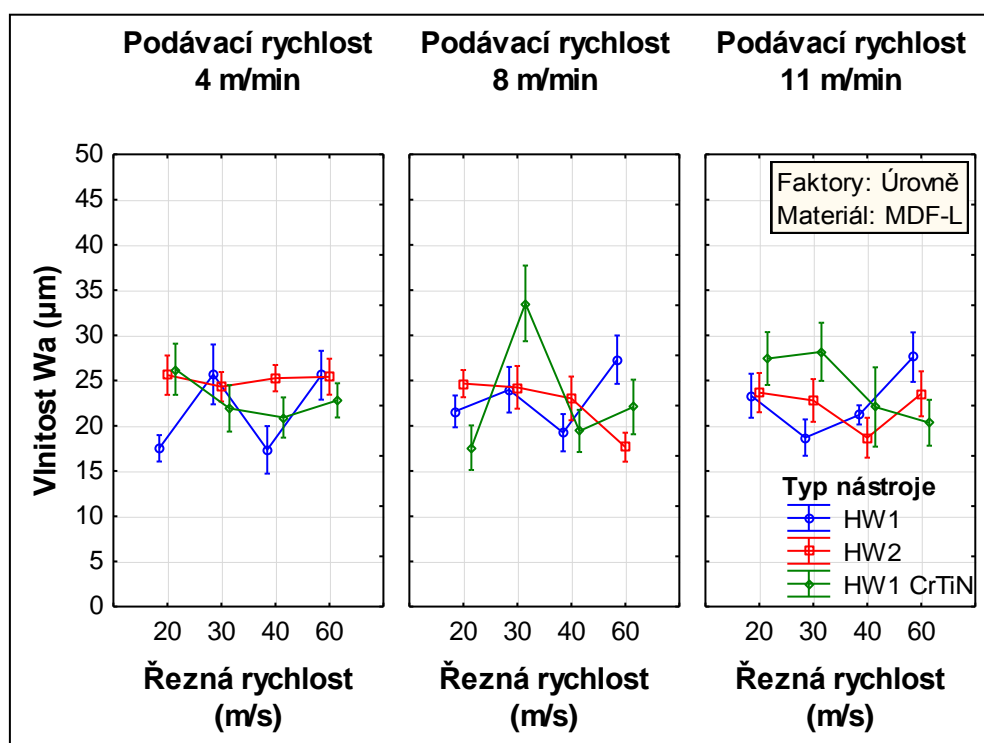 Podávací rychlost
4 m/min
Podávací rychlost
8 m/min
Podávací rychlost
11 m/min
Vlnitost Wa (µm)
50
45
40
35
30
25
20
15
10
5
0
Faktory: Úrovně
Materiál: MDF-L
Typ nástroje
HW1
HW2
HW1 CrTiN
20 30 40 60
20 30 40 60
20 30 40 60
Řezná rychlost
(m/s)
Řezná rychlost
(m/s)
Řezná rychlost
(m/s)